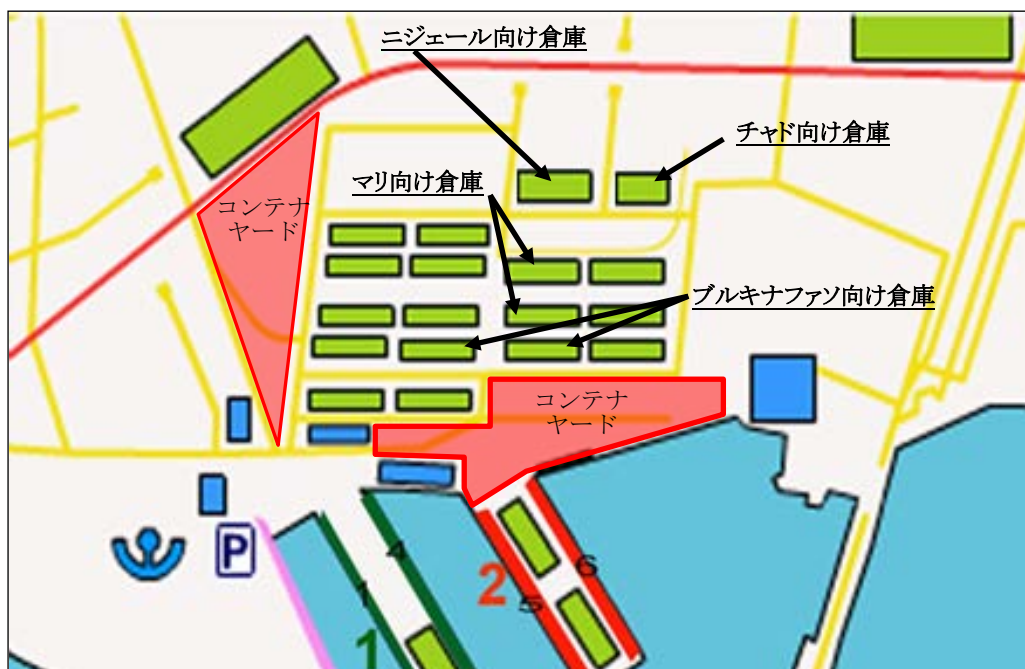 ニジェール向け倉庫
チャド向け倉庫
マリ向け倉庫
コンテナ
ヤード
ブルキナファソ向け倉庫
コンテナ
ヤード
P
4
6
2
5
1
1